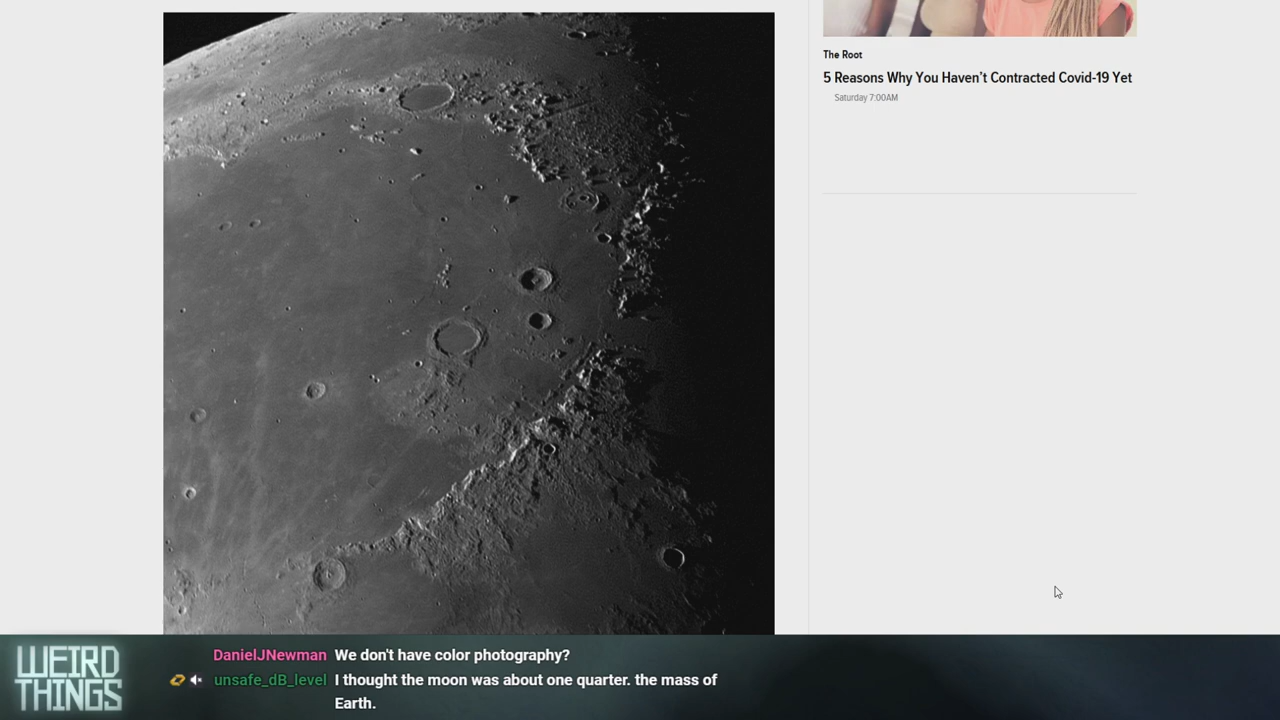 The Root
5 Reasons Why You Haven't Contracted Covid-19 Yet
Saturday 7:00AM
WEIRD
THINGS
DanielJNewman We don't have color photography?
unsafe_dB_level I thought the moon was about one quarter. the mass of
Earth.